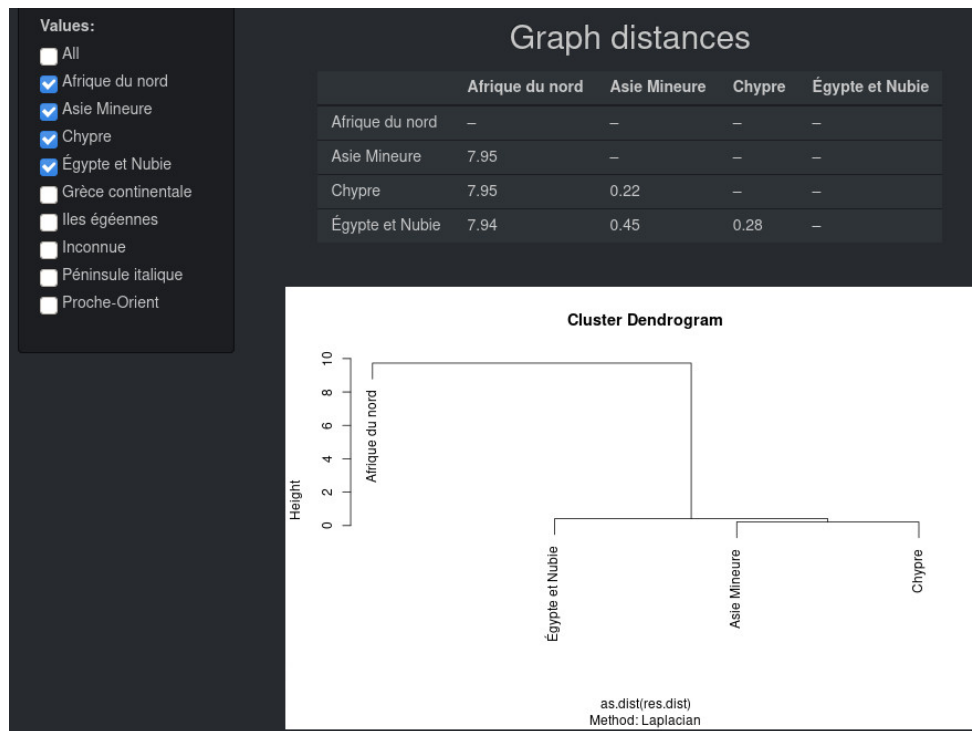 Values:
All
Afrique du nord
Asie Mineure
Chypre
Égypte et Nubie
Grèce continentale
Iles égéennes
Inconnue
Péninsule italique
Proche-Orient
Graph distances
Afrique du nord Asie Mineure Chypre Égypte et Nubie
Afrique du nord – – – –
Asie Mineure 7.95 – – –
Chypre 7.95 0.22 – –
Égypte et Nubie 7.94 0.45 0.28 –
Cluster Dendrogram
Height
10
8
6
4
2
0
Afrique du nord
Égypte et Nubie
Asie Mineure
Chypre
as.dist(res.dist)
Method: Laplacian